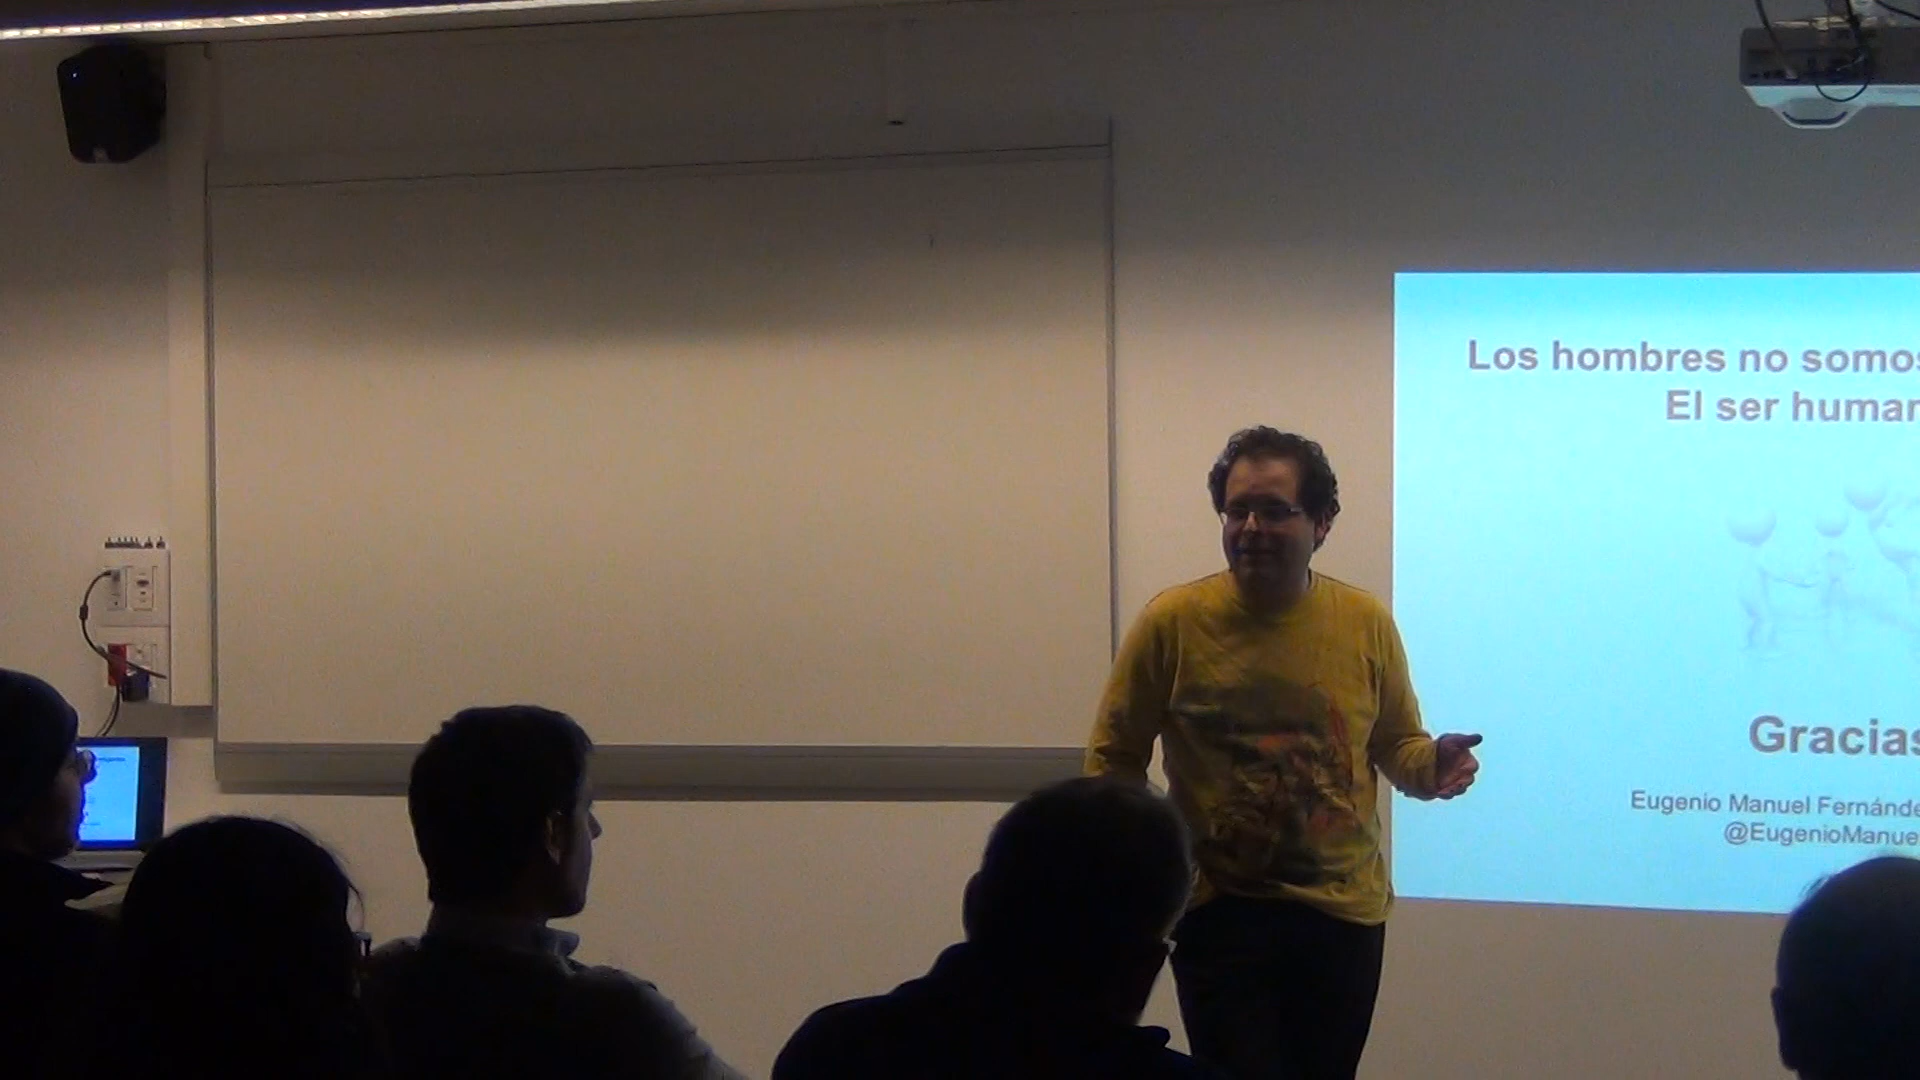 Los hombres no somos
El ser human
Gracias
Eugenio Manuel Fernánde
@EugenioManue